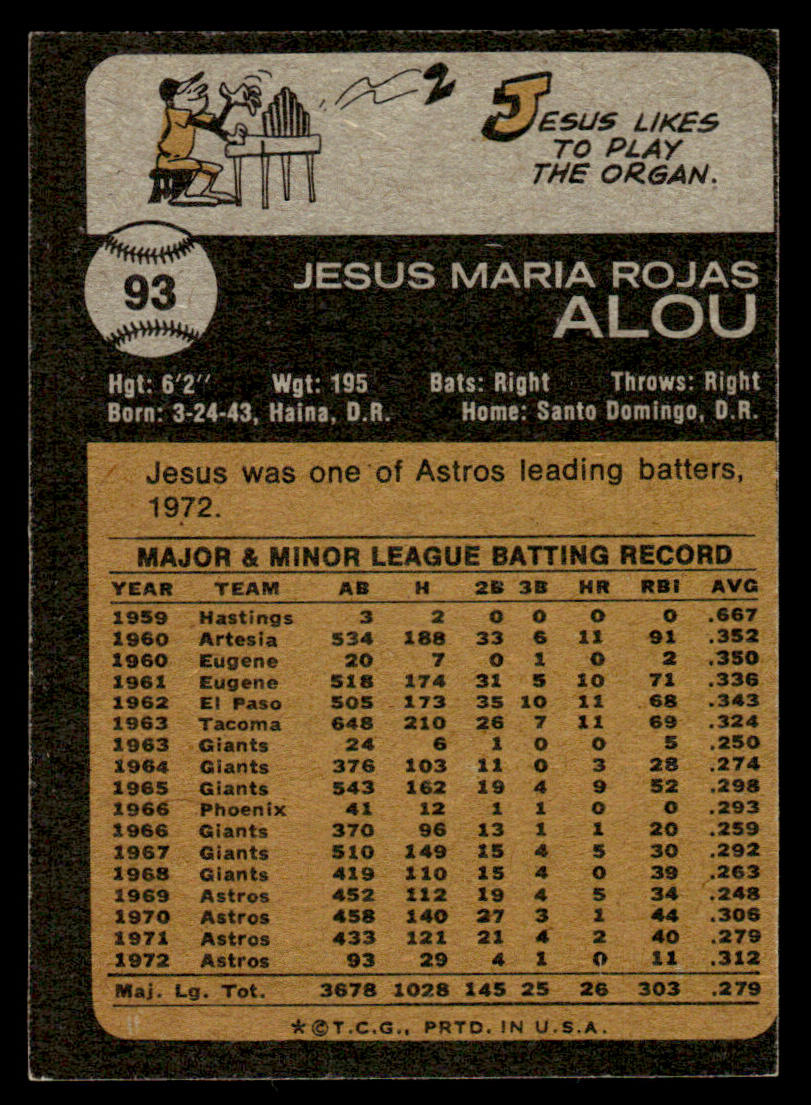 2
JESUS LIKES
TO PLAY
THE ORGAN.
93
JESUS MARIA ROJAS
ALOU
Hgt: 6'2" Wgt: 195 Bats: Right Throws: Right
Born: 3-24-43, Haina, D.R. Home: Santo Domingo, D.R.
Jesus was one of Astros leading batters,
1972.
MAJOR & MINOR LEAGUE BATTING RECORD
YEAR TEAM AB H 2B 3B HR RBI AVG
1959 Hastings 3 2 0 0 0 0 .667
1960 Artesia 534 188 33 6 11 91 .352
1960 Eugene 20 7 0 1 0 2 .350
1961 Eugene 518 174 31 5 10 71 .336
1962 El Paso 505 173 35 10 11 68 .343
1963 Tacoma 648 210 26 7 11 69 .324
1963 Giants 24 6 1 0 0 5 .250
1964 Giants 376 103 11 0 3 28 .274
1965 Giants 543 162 19 4 9 52 .298
1966 Phoenix 41 12 1 1 0 0 .293
1966 Giants 370 96 13 1 1 20 .259
1967 Giants 510 149 15 4 5 30 .292
1968 Giants 419 110 15 4 0 39 .263
1969 Astros 452 112 19 4 5 34 .248
1970 Astros 458 140 27 3 1 44 .306
1971 Astros 433 121 21 4 2 40 .279
1972 Astros 93 29 4 1 0 11 .312
Maj. Lg. Tot. 3678 1028 145 25 26 303 .279
*©T.C.G., PRTD. IN U.S.A.